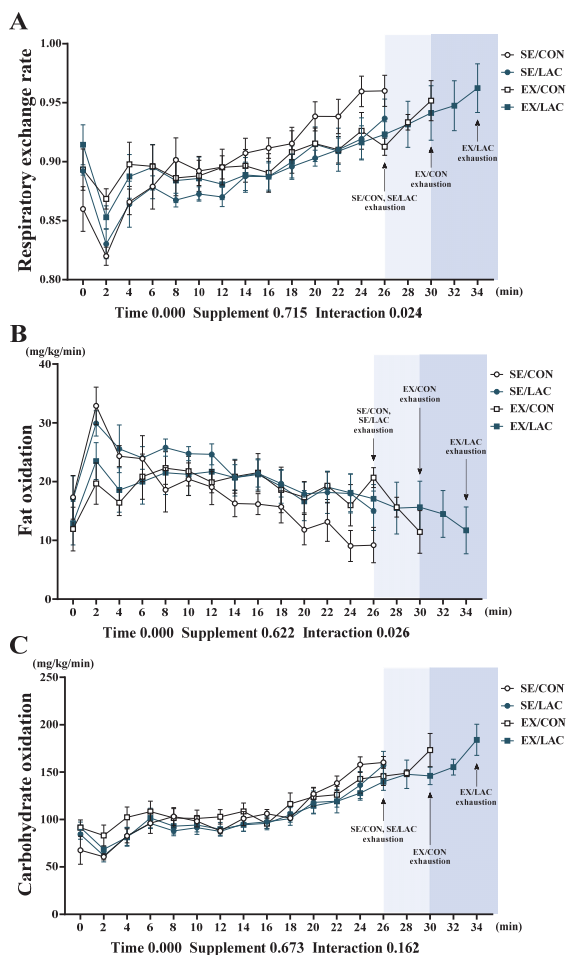 A
Respiratory exchange rate
1.00
0.95
0.90
0.85
0.80
SE/CON
SE/LAC
EX/CON
EX/LAC
SE/CON, SE/LAC
exhaustion
EX/CON
exhaustion
EX/LAC
exhaustion
0 2 4 6 8 10 12 14 16 18 20 22 24 26 28 30 32 34 (min)
Time 0.000 Supplement 0.715 Interaction 0.024
B
(mg/kg/min)
Fat oxidation
40
30
20
10
0
SE/CON
SE/LAC
EX/CON
EX/LAC
SE/CON,
SE/LAC
exhaustion
EX/CON
exhaustion
EX/LAC
exhaustion
0 2 4 6 8 10 12 14 16 18 20 22 24 26 28 30 32 34 (min)
Time 0.000 Supplement 0.622 Interaction 0.026
C
(mg/kg/min)
Carbohydrate oxidation
250
200
150
100
50
0
SE/CON
SE/LAC
EX/CON
EX/LAC
SE/CON, SE/LAC
exhaustion
EX/CON
exhaustion
EX/LAC
exhaustion
0 2 4 6 8 10 12 14 16 18 20 22 24 26 28 30 32 34 (min)
Time 0.000 Supplement 0.673 Interaction 0.162